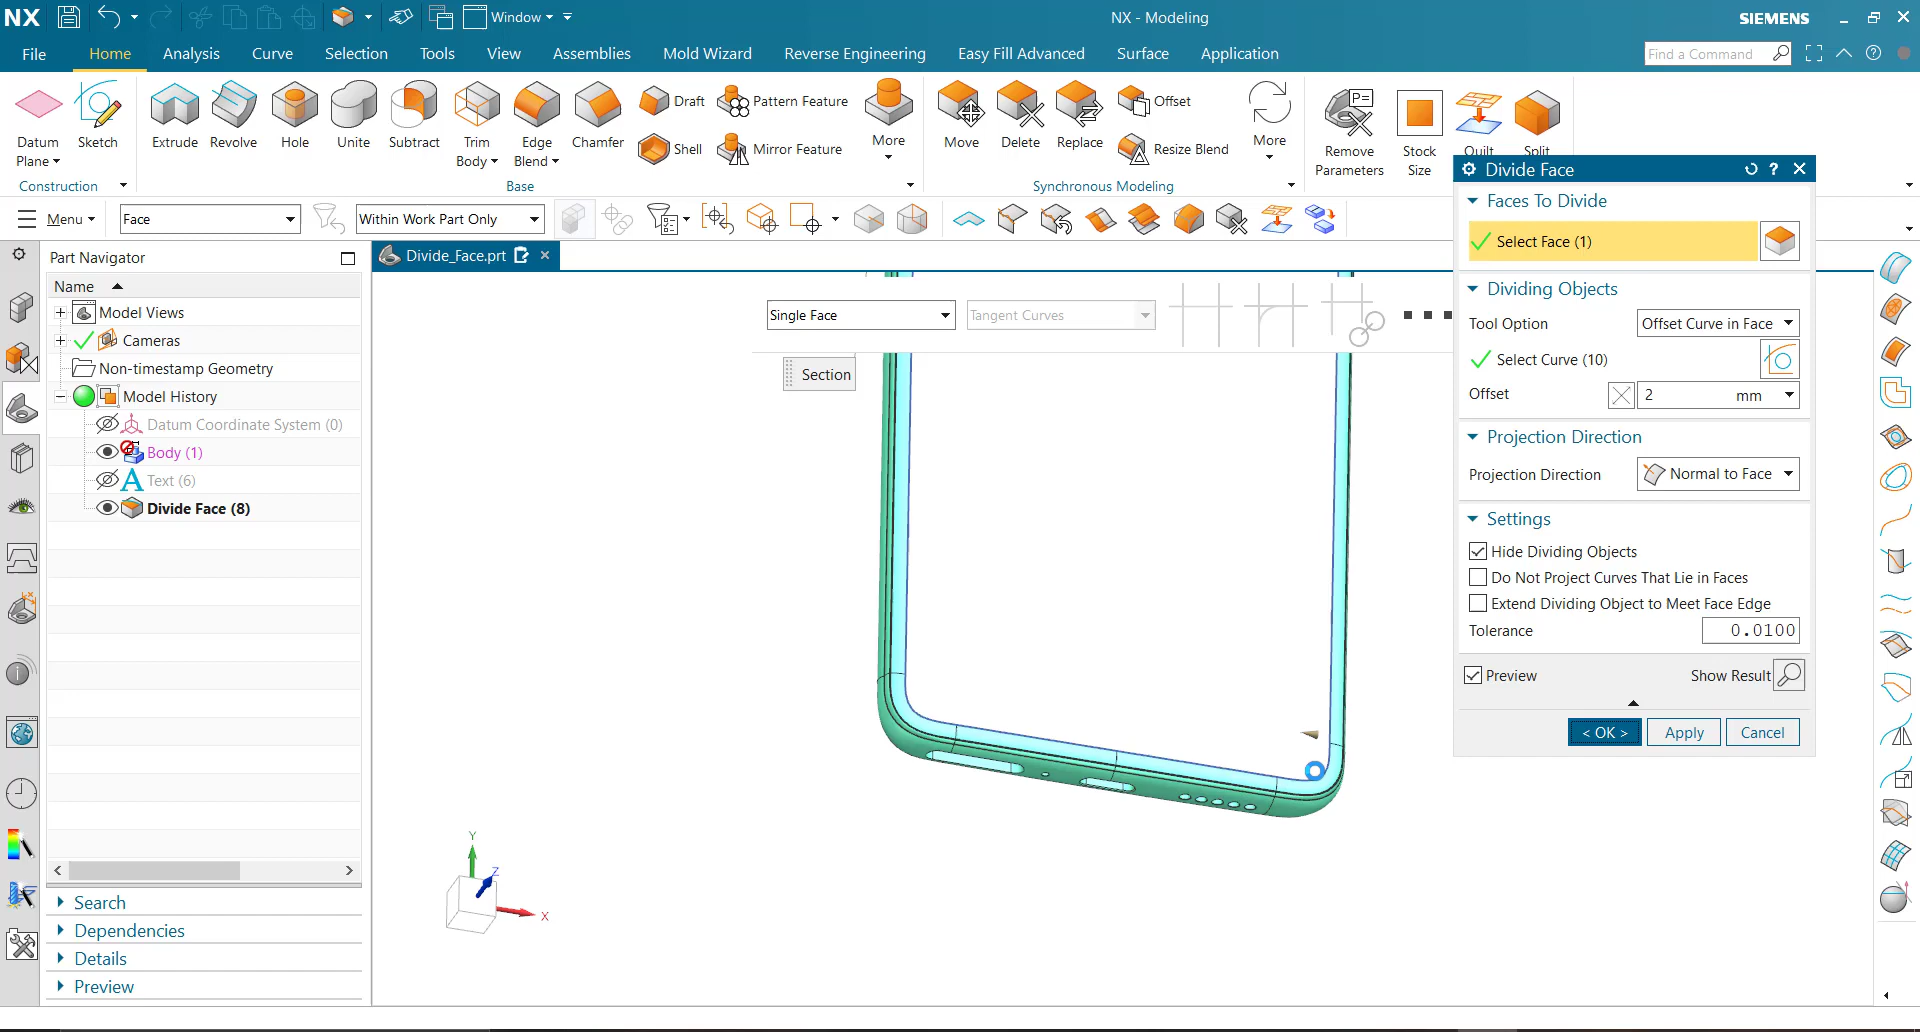 NX
Window
NX - Modeling
SIEMENS
File
Home
Analysis
Curve
Selection
Tools
View
Assemblies
Mold Wizard
Reverse Engineering
Easy Fill Advanced
Surface
Application
Find a Command
Datum
Plane
Sketch
Extrude
Revolve
Hole
Unite
Subtract
Trim
Body
Edge
Blend
Chamfer
Draft
Shell
Pattern Feature
Mirror Feature
More
Move
Delete
Replace
Offset
Resize Blend
More
Remove
Parameters
Stock
Size
Quilt
Split
Construction
Base
Synchronous Modeling
Menu
Face
Within Work Part Only
Part Navigator
Name
Model Views
Cameras
Non-timestamp Geometry
Model History
Datum Coordinate System (0)
Body (1)
Text (6)
Divide Face (8)
Search
Dependencies
Details
Preview
Divide_Face.prt
Single Face
Tangent Curves
Section
Y
Z
X
Divide Face
Faces To Divide
Select Face (1)
Dividing Objects
Tool Option
Offset Curve in Face
Select Curve (10)
Offset
2 mm
Projection Direction
Projection Direction
Normal to Face
Settings
Hide Dividing Objects
Do Not Project Curves That Lie in Faces
Extend Dividing Object to Meet Face Edge
Tolerance
0.0100
Preview
Show Result
< OK >
Apply
Cancel